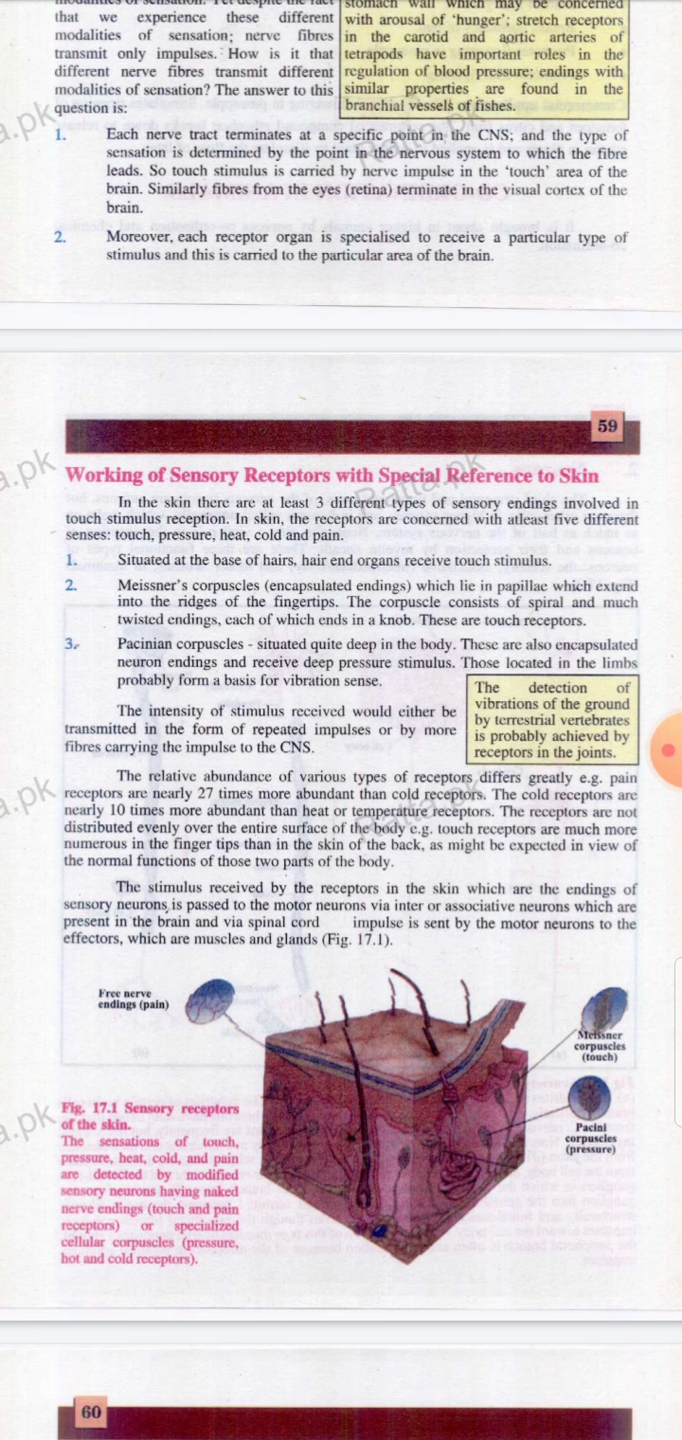 that we experience these different
modalities of sensation; nerve fibres
transmit only impulses. How is it that
different nerve fibres transmit different
modalities of sensation? The answer to this
question is:
stomach wall which may be concerned
with arousal of ‘hunger’; stretch receptors
in the carotid and aortic arteries of
tetrapods have important roles in the
regulation of blood pressure; endings with
similar properties are found in the
branchial vessels of fishes.
1. Each nerve tract terminates at a specific point in the CNS; and the type of
sensation is determined by the point in the nervous system to which the fibre
leads. So touch stimulus is carried by nerve impulse in the ‘touch’ area of the
brain. Similarly fibres from the eyes (retina) terminate in the visual cortex of the
brain.
2. Moreover, each receptor organ is specialised to receive a particular type of
stimulus and this is carried to the particular area of the brain.
59
Working of Sensory Receptors with Special Reference to Skin
In the skin there are at least 3 different types of sensory endings involved in
touch stimulus reception. In skin, the receptors are concerned with atleast five different
senses: touch, pressure, heat, cold and pain.
1. Situated at the base of hairs, hair end organs receive touch stimulus.
2. Meissner's corpuscles (encapsulated endings) which lie in papillae which extend
into the ridges of the fingertips. The corpuscle consists of spiral and much
twisted endings, each of which ends in a knob. These are touch receptors.
3. Pacinian corpuscles - situated quite deep in the body. These are also encapsulated
neuron endings and receive deep pressure stimulus. Those located in the limbs
probably form a basis for vibration sense.
The intensity of stimulus received would either be
transmitted in the form of repeated impulses or by more
fibres carrying the impulse to the CNS.
The detection of
vibrations of the ground
by terrestrial vertebrates
is probably achieved by
receptors in the joints.
The relative abundance of various types of receptors differs greatly e.g. pain
receptors are nearly 27 times more abundant than cold receptors. The cold receptors are
nearly 10 times more abundant than heat or temperature receptors. The receptors are not
distributed evenly over the entire surface of the body e.g. touch receptors are much more
numerous in the finger tips than in the skin of the back, as might be expected in view of
the normal functions of those two parts of the body.
The stimulus received by the receptors in the skin which are the endings of
sensory neurons is passed to the motor neurons via inter or associative neurons which are
present in the brain and via spinal cord impulse is sent by the motor neurons to the
effectors, which are muscles and glands (Fig. 17.1).
Free nerve
endings (pain)
Meissner
corpuscles
(touch)
Pacini
corpuscles
(pressure)
Fig. 17.1 Sensory receptors
of the skin.
The sensations of touch,
pressure, heat, cold, and pain
are detected by modified
sensory neurons having naked
nerve endings (touch and pain
receptors) or specialized
cellular corpuscles (pressure,
hot and cold receptors).
60
Ratta.pk
Ratta.pk
Ratta.pk
Ratta.pk
a.pk
a.pk
a.pk
a.pk